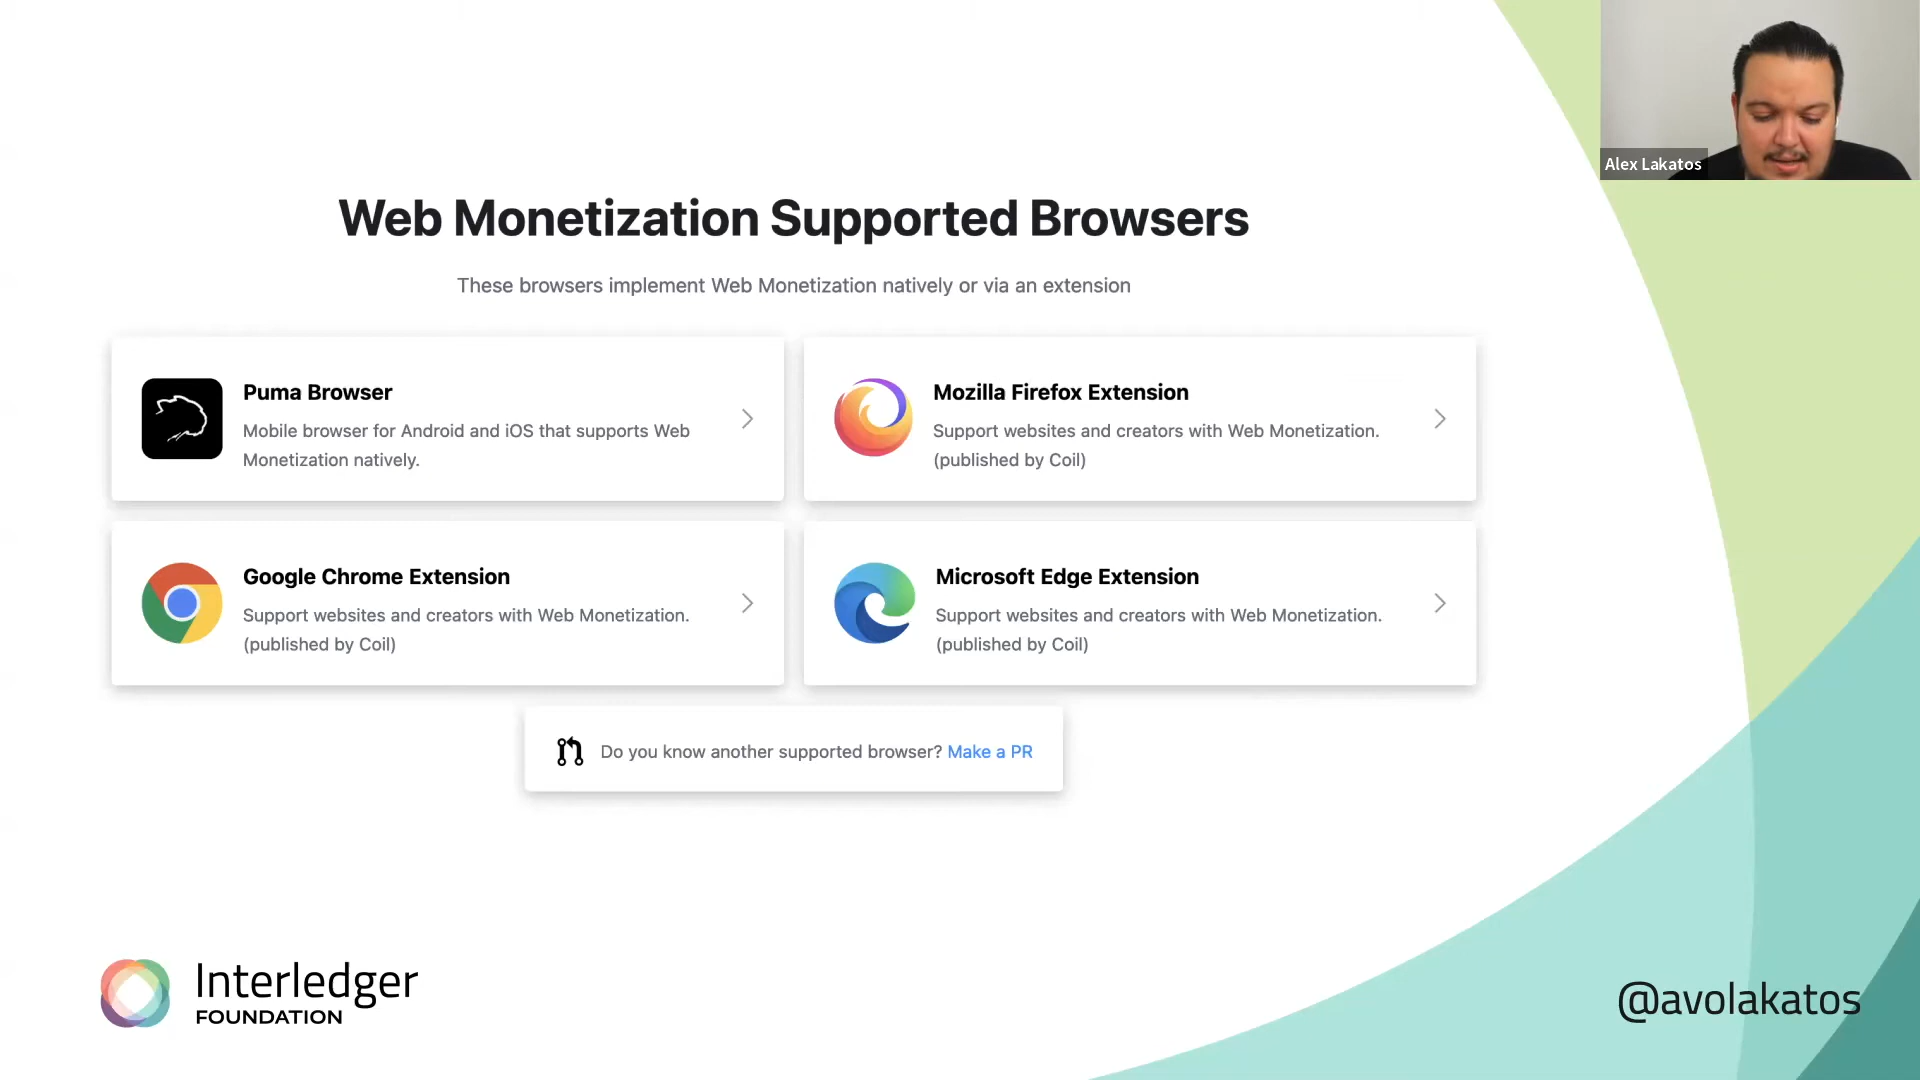 Alex Lakatos
Web Monetization Supported Browsers
These browsers implement Web Monetization natively or via an extension
Puma Browser
Mobile browser for Android and iOS that supports Web
Monetization natively.
Mozilla Firefox Extension
Support websites and creators with Web Monetization.
(published by Coil)
Google Chrome Extension
Support websites and creators with Web Monetization.
(published by Coil)
Microsoft Edge Extension
Support websites and creators with Web Monetization.
(published by Coil)
Do you know another supported browser? Make a PR
Interledger
FOUNDATION
@avolakatos